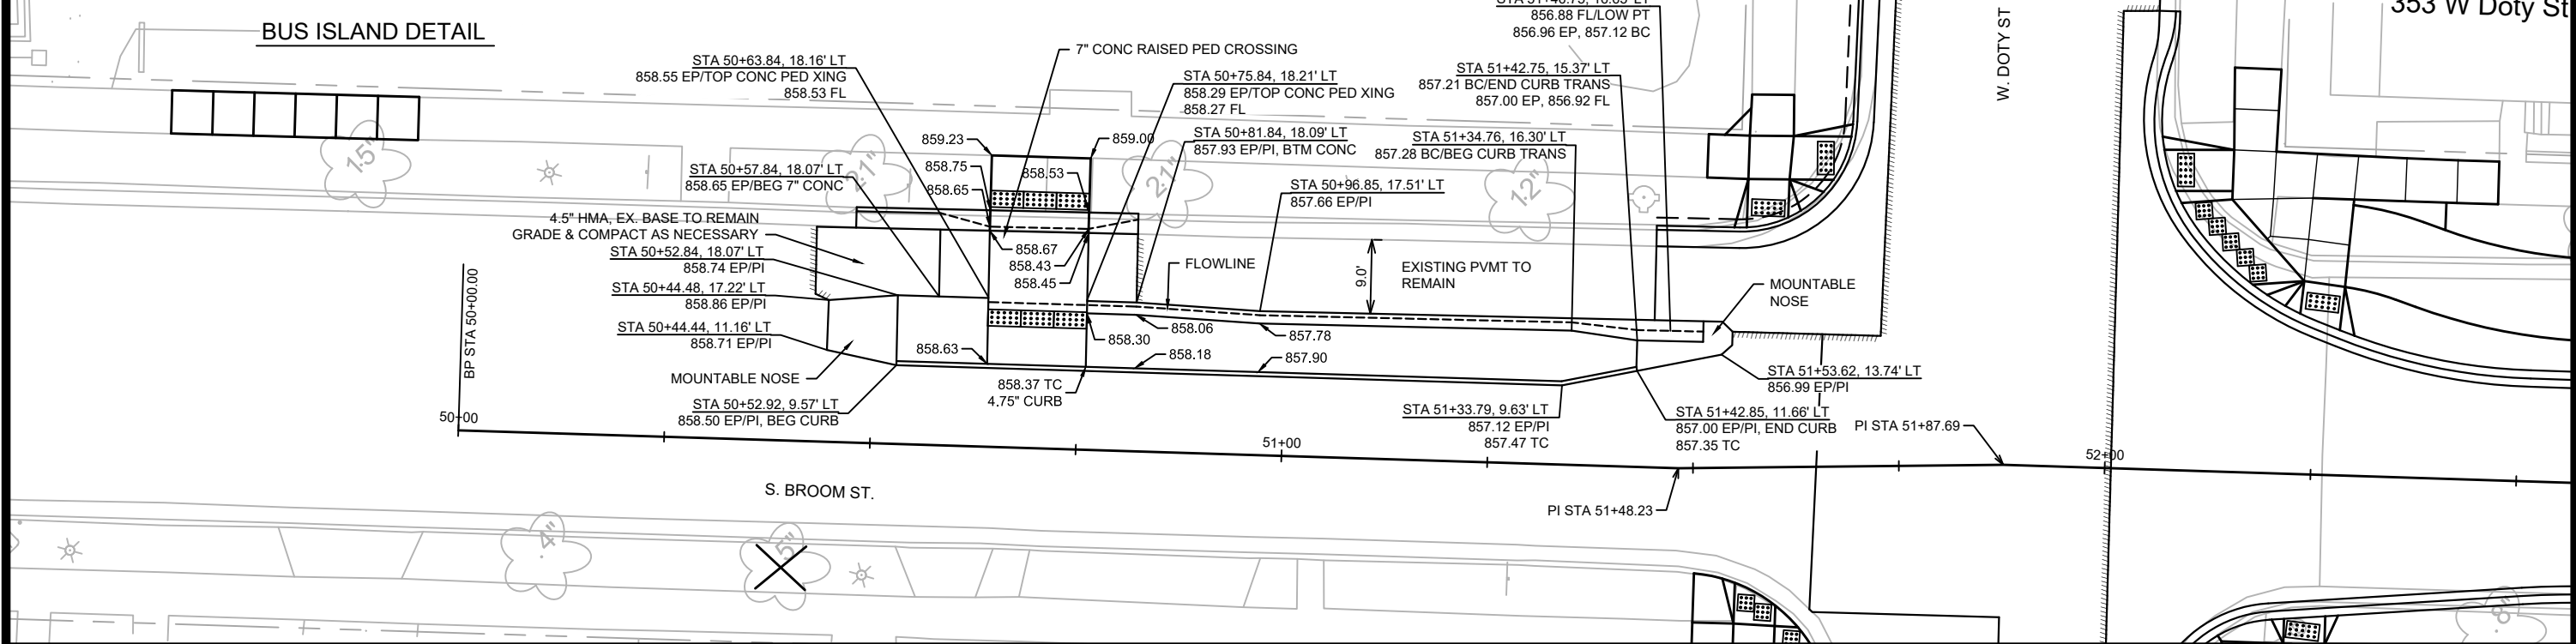 BUS ISLAND DETAIL
353 W Doty St
856.88 FL/LOW PT
856.96 EP, 857.12 BC
W. DOTY ST
7" CONC RAISED PED CROSSING
STA 50+63.84, 18.16' LT
858.55 EP/TOP CONC PED XING
858.53 FL
STA 50+75.84, 18.21' LT
858.29 EP/TOP CONC PED XING
858.27 FL
STA 51+42.75, 15.37' LT
857.21 BC/END CURB TRANS
857.00 EP, 856.92 FL
859.23
859.00
STA 50+81.84, 18.09' LT
857.93 EP/PI, BTM CONC
STA 51+34.76, 16.30' LT
857.28 BC/BEG CURB TRANS
15"
21"
21"
12"
STA 50+57.84, 18.07' LT
858.65 EP/BEG 7" CONC
858.75
858.53
858.65
STA 50+96.85, 17.51' LT
857.66 EP/PI
4.5" HMA, EX. BASE TO REMAIN
GRADE & COMPACT AS NECESSARY
STA 50+52.84, 18.07' LT
858.74 EP/PI
858.67
858.43
858.45
FLOWLINE
9.0'
EXISTING PVMT TO
REMAIN
MOUNTABLE
NOSE
BP STA 50+00.00
STA 50+44.48, 17.22' LT
858.86 EP/PI
STA 50+44.44, 11.16' LT
858.71 EP/PI
858.06
857.78
858.30
858.63
858.18
857.90
MOUNTABLE NOSE
858.37 TC
4.75" CURB
STA 51+53.62, 13.74' LT
856.99 EP/PI
STA 50+52.92, 9.57' LT
858.50 EP/PI, BEG CURB
STA 51+33.79, 9.63' LT
857.12 EP/PI
857.47 TC
STA 51+42.85, 11.66' LT
857.00 EP/PI, END CURB
857.35 TC
PI STA 51+87.69
50+00
51+00
52+00
S. BROOM ST.
PI STA 51+48.23
4"
5"
8"